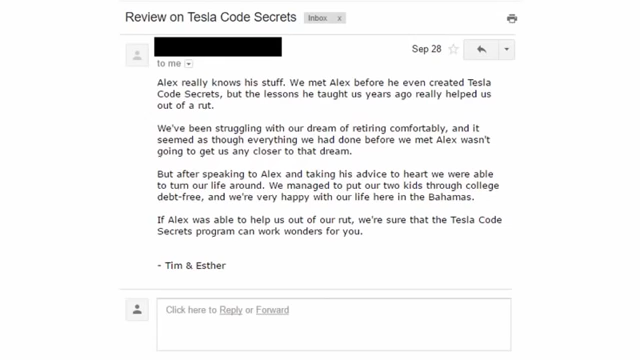 Review on Tesla Code Secrets
Inbox x
Sep 28
to me
Alex really knows his stuff. We met Alex before he even created Tesla
Code Secrets, but the lessons he taught us years ago really helped us
out of a rut.
We've been struggling with our dream of retiring comfortably, and it
seemed as though everything we had done before we met Alex wasn't
going to get us any closer to that dream.
But after speaking to Alex and taking his advice to heart we were able
to turn our life around. We managed to put our two kids through college
debt-free, and we're very happy with our life here in the Bahamas.
If Alex was able to help us out of our rut, we're sure that the Tesla Code
Secrets program can work wonders for you.
- Tim & Esther
Click here to Reply or Forward